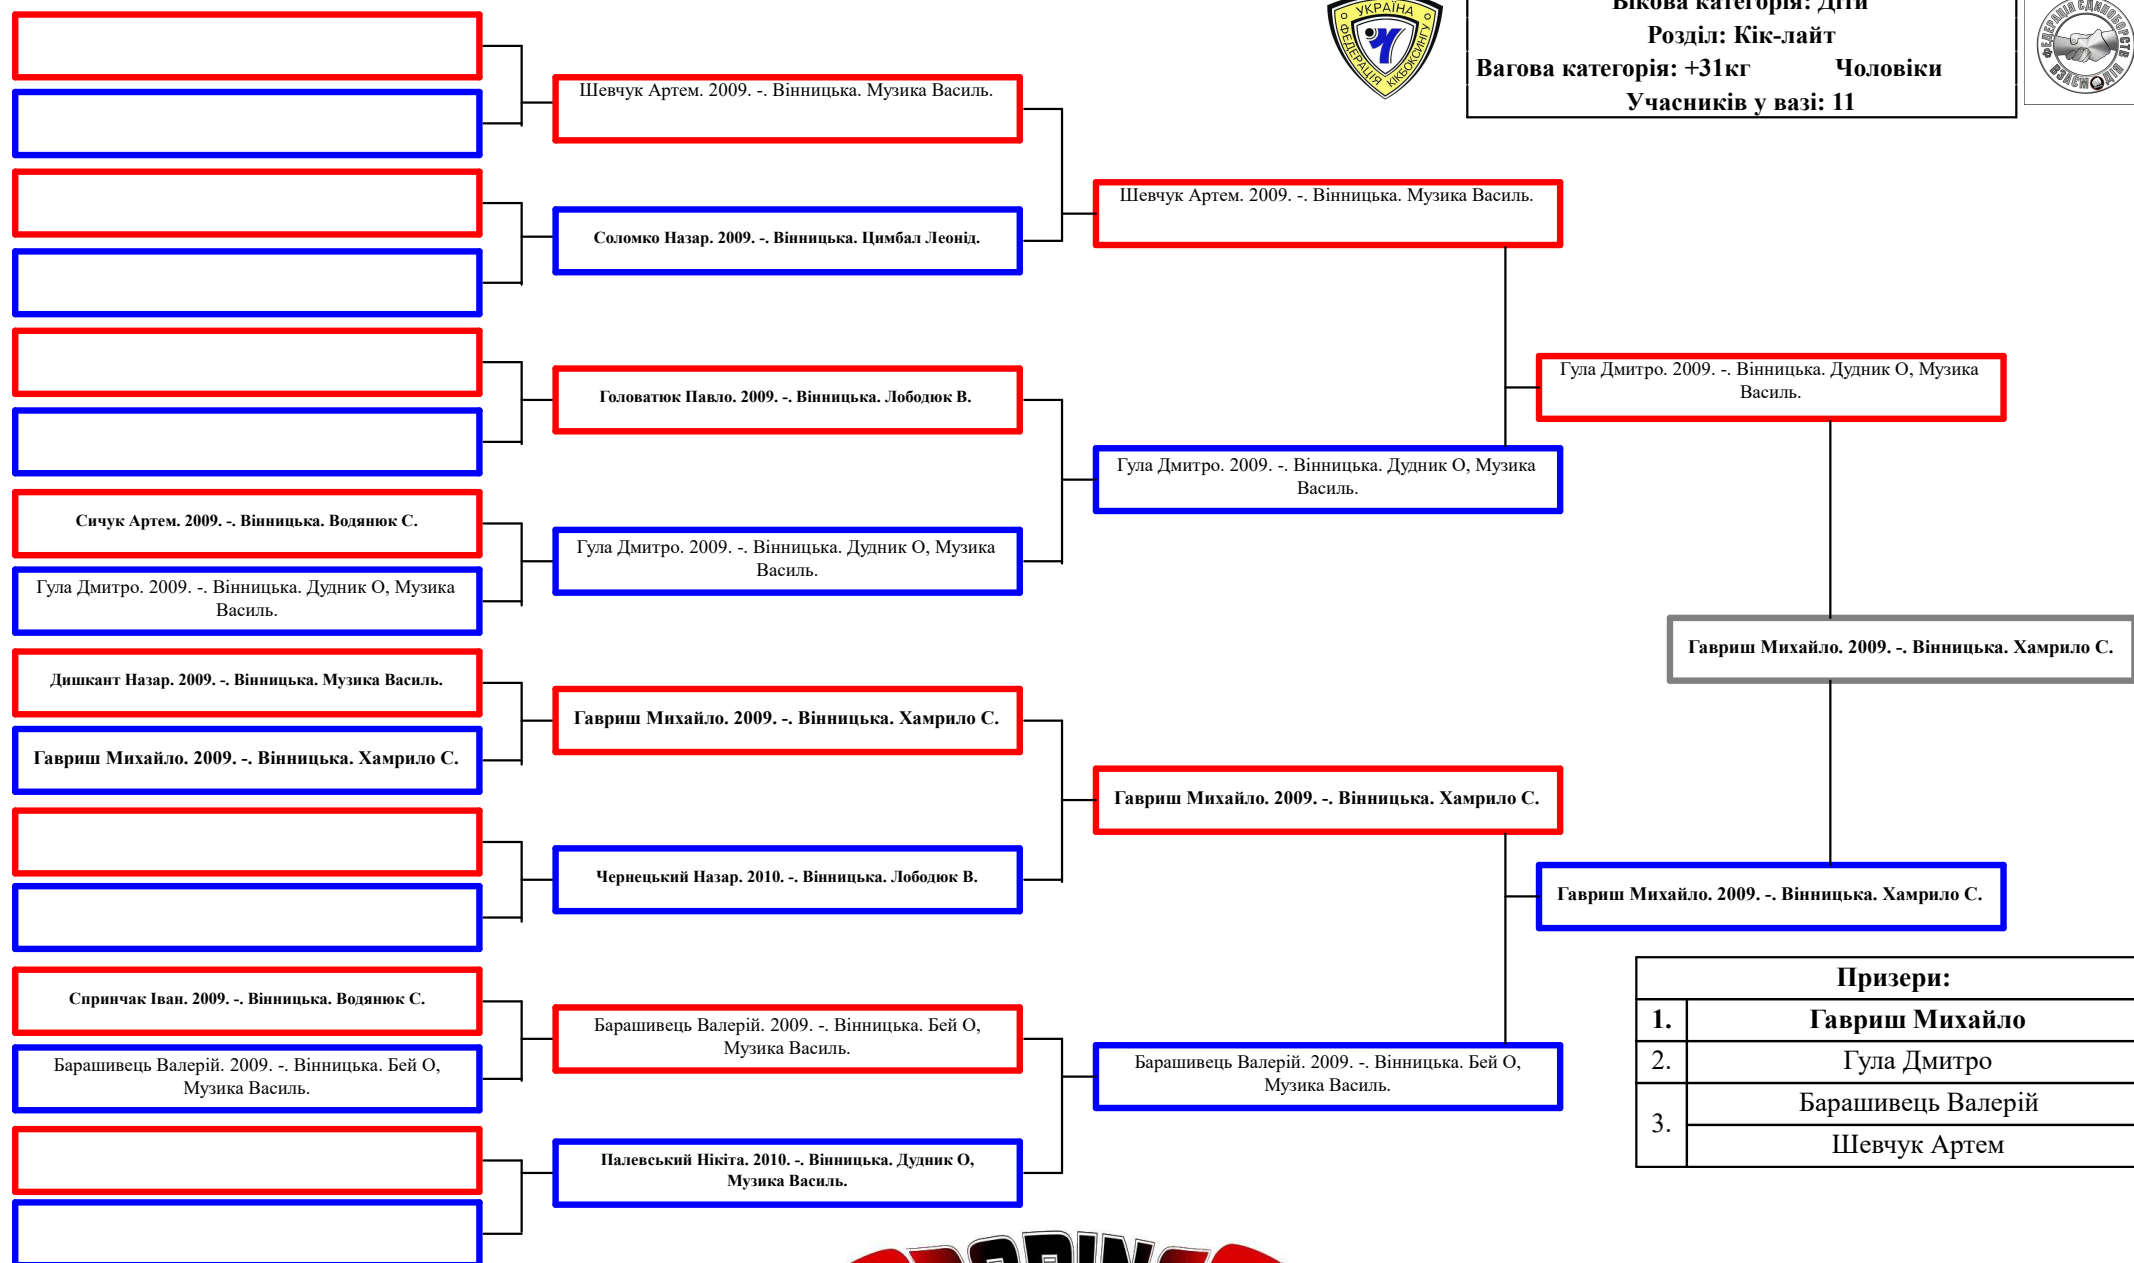 Вікова категорія: Діти
Розділ: Кік-лайт
Вагова категорія: +31кг Чоловіки
Учасників у вазі: 11
УКРАЇНА
ФЕДЕРАЦІЯ КІКБОКСИНГУ
ФЕДЕРАЦІЯ ЄДИНОБОРСТВ
Шевчук Артем. 2009. -. Вінницька. Музика Василь.
Соломко Назар. 2009. -. Вінницька. Цимбал Леонід.
Головатюк Павло. 2009. -. Вінницька. Лободюк В.
Сичук Артем. 2009. -. Вінницька. Водянюк С.
Гула Дмитро. 2009. -. Вінницька. Дудник О, Музика
Василь.
Гула Дмитро. 2009. -. Вінницька. Дудник О, Музика
Василь.
Дишкант Назар. 2009. -. Вінницька. Музика Василь.
Гавриш Михайло. 2009. -. Вінницька. Хамрило С.
Гавриш Михайло. 2009. -. Вінницька. Хамрило С.
Чернецький Назар. 2010. -. Вінницька. Лободюк В.
Спринчак Іван. 2009. -. Вінницька. Водянюк С.
Барашивець Валерій. 2009. -. Вінницька. Бей О,
Музика Василь.
Барашивець Валерій. 2009. -. Вінницька. Бей О,
Музика Василь.
Палевський Нікіта. 2010. -. Вінницька. Дудник О,
Музика Василь.
Шевчук Артем. 2009. -. Вінницька. Музика Василь.
Гула Дмитро. 2009. -. Вінницька. Дудник О, Музика
Василь.
Гавриш Михайло. 2009. -. Вінницька. Хамрило С.
Барашивець Валерій. 2009. -. Вінницька. Бей О,
Музика Василь.
Гула Дмитро. 2009. -. Вінницька. Дудник О, Музика
Василь.
Гавриш Михайло. 2009. -. Вінницька. Хамрило С.
Гавриш Михайло. 2009. -. Вінницька. Хамрило С.
Призери:
1. Гавриш Михайло
2. Гула Дмитро
3. Барашивець Валерій
Шевчук Артем